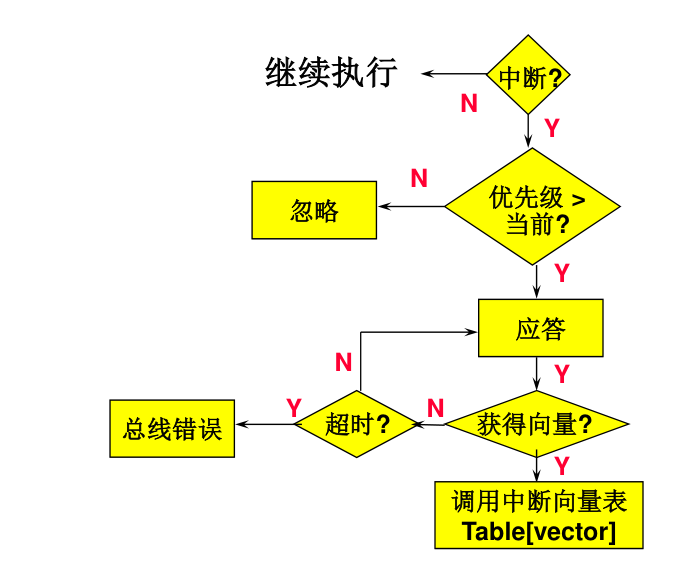 继续执行
中断?
N
Y
N
优先级 >
当前?
忽略
Y
应答
N
Y
Y
超时?
N
获得向量?
总线错误
Y
调用中断向量表
Table[vector]